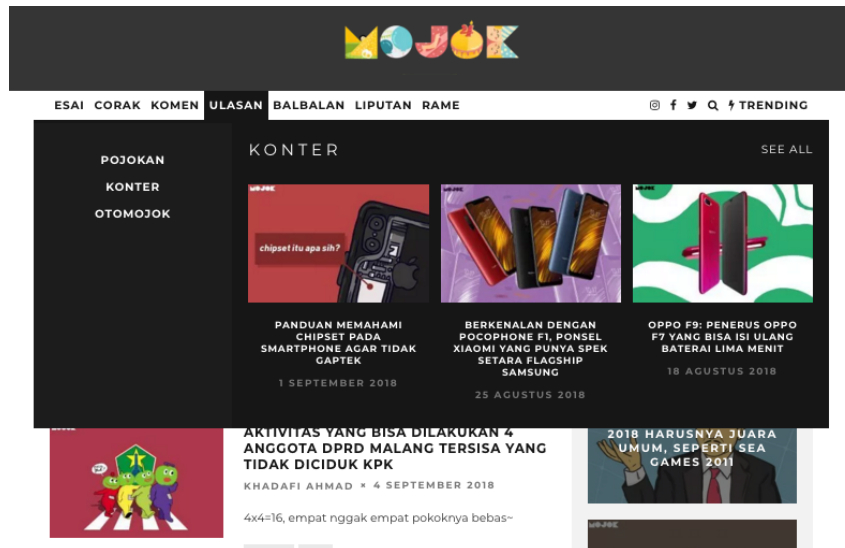 MOJOK
ESAI CORAK KOMEN ULASAN BALBALAN LIPUTAN RAME
TRENDING
POJOKAN
KONTER
OTOMOJOK
KONTER
SEE ALL
MOJOK
chipset itu apa sih?
PANDUAN MEMAHAMI
CHIPSET PADA
SMARTPHONE AGAR TIDAK
GAPTEK
1 SEPTEMBER 2018
MOJOK
BERKENALAN DENGAN
POCOPHONE F1, PONSEL
XIAOMI YANG PUNYA SPEK
SETARA FLAGSHIP
SAMSUNG
25 AGUSTUS 2018
MOJOK
OPPO F9: PENERUS OPPO
F7 YANG BISA ISI ULANG
BATERAI LIMA MENIT
18 AGUSTUS 2018
AKTIVITAS YANG BISA DILAKUKAN 4
ANGGOTA DPRD MALANG TERSISA YANG
TIDAK DICIDUK KPK
KHADAFI AHMAD × 4 SEPTEMBER 2018
4x4=16, empat nggak empat pokoknya bebas~
2018 HARUSNYA JUARA
UMUM, SEPERTI SEA
GAMES 2011
MOJOK